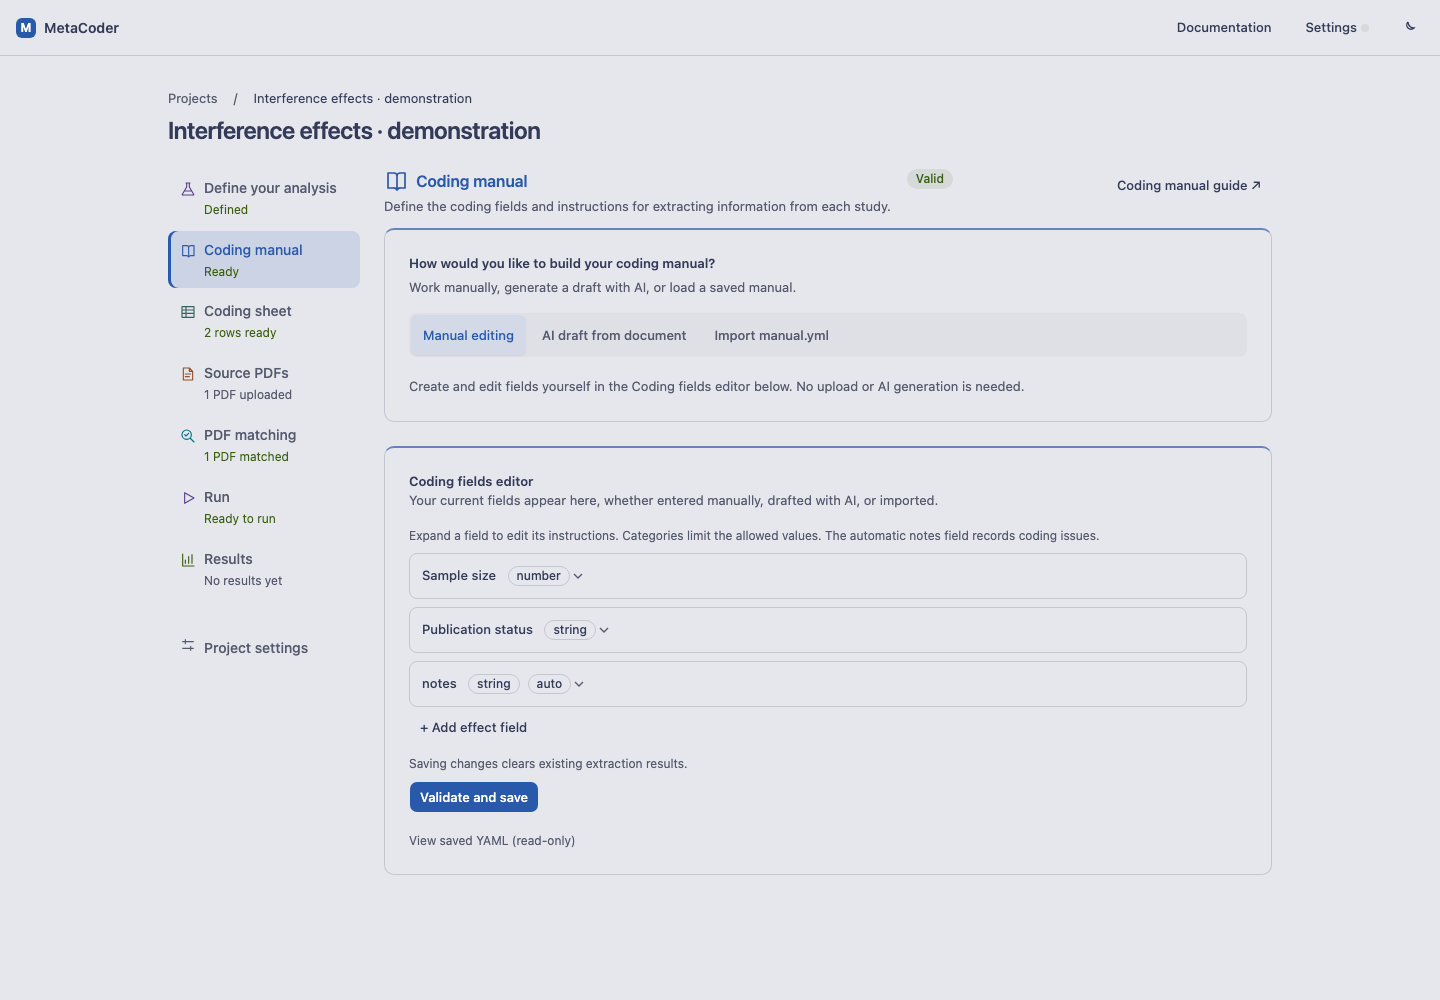 M MetaCoder
Documentation
Settings
Projects / Interference effects · demonstration
Interference effects · demonstration
Define your analysis
Defined
Coding manual
Ready
Coding sheet
2 rows ready
Source PDFs
1 PDF uploaded
PDF matching
1 PDF matched
Run
Ready to run
Results
No results yet
Project settings
Coding manual
Valid
Coding manual guide ↗
Define the coding fields and instructions for extracting information from each study.
How would you like to build your coding manual?
Work manually, generate a draft with AI, or load a saved manual.
Manual editing
AI draft from document
Import manual.yml
Create and edit fields yourself in the Coding fields editor below. No upload or AI generation is needed.
Coding fields editor
Your current fields appear here, whether entered manually, drafted with AI, or imported.
Expand a field to edit its instructions. Categories limit the allowed values. The automatic notes field records coding issues.
Sample size number
Publication status string
notes string auto
+ Add effect field
Saving changes clears existing extraction results.
Validate and save
View saved YAML (read-only)